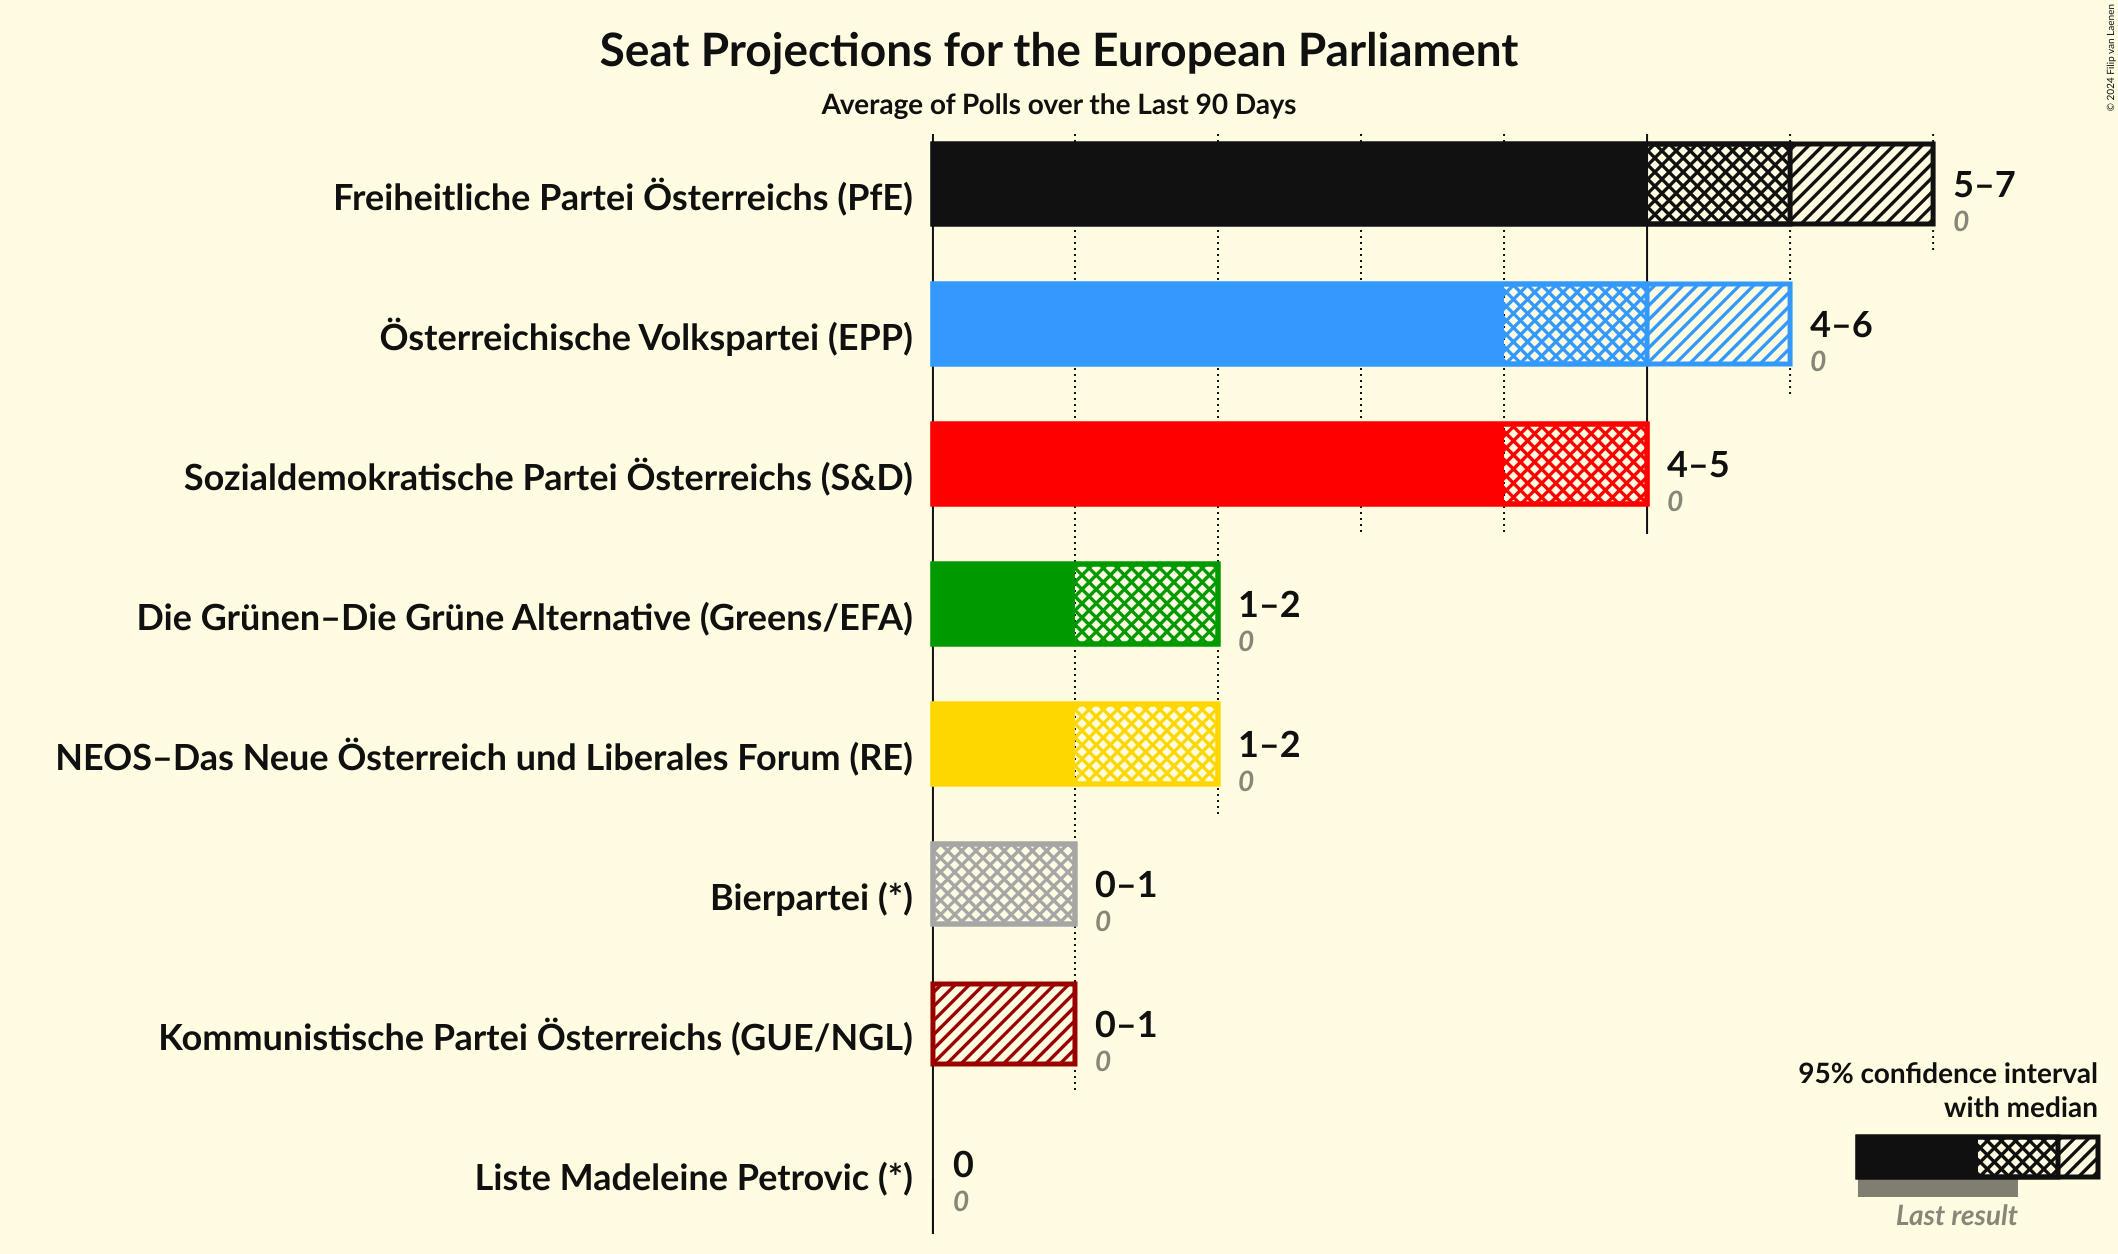 Seat Projections for the European Parliament
Average of Polls over the Last 90 Days
© 2024 Filip van Laenen
Freiheitliche Partei Österreichs (PfE)
5–7
0
Österreichische Volkspartei (EPP)
4–6
0
Sozialdemokratische Partei Österreichs (S&D)
4–5
0
Die Grünen–Die Grüne Alternative (Greens/EFA)
1–2
0
NEOS–Das Neue Österreich und Liberales Forum (RE)
1–2
0
Bierpartei (*)
0–1
0
Kommunistische Partei Österreichs (GUE/NGL)
0–1
0
Liste Madeleine Petrovic (*)
0
0
95% confidence interval
with median
Last result